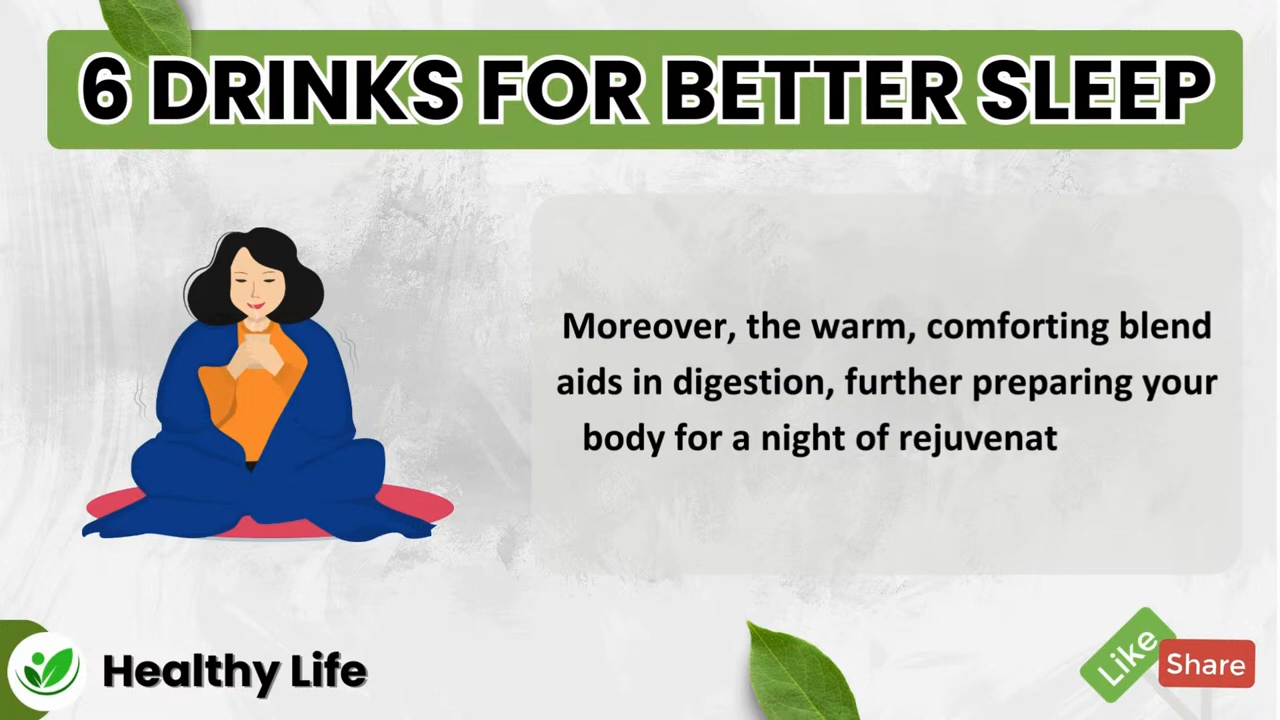 6 DRINKS FOR BETTER SLEEP
Moreover, the warm, comforting blend
aids in digestion, further preparing your
body for a night of rejuvenat
Healthy Life
Like
Share